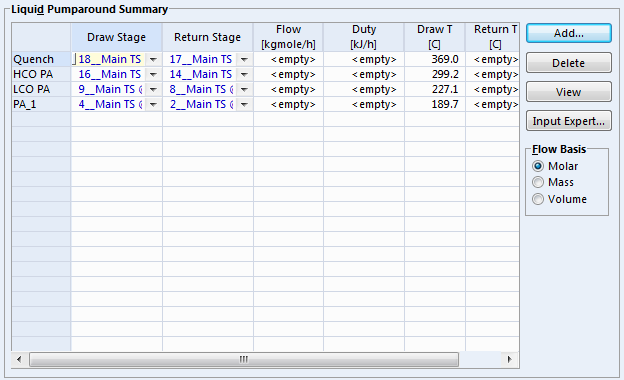 Liquid Pumparound Summary
Draw Stage Return Stage Flow [kgmole/h] Duty [kJ/h] Draw T [C] Return T [C]
Quench 18__Main TS 17__Main TS <empty> <empty> 369.0 <empty>
HCO PA 16__Main TS 14__Main TS <empty> <empty> 299.2 <empty>
LCO PA 9__Main TS @ 8__Main TS @ <empty> <empty> 227.1 <empty>
PA_1 4__Main TS @ 2__Main TS @ <empty> <empty> 189.7 <empty>
Add...
Delete
View
Input Expert...
Flow Basis
Molar
Mass
Volume